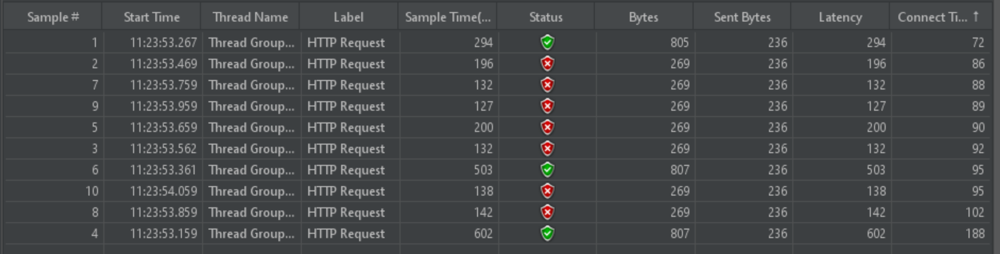 Sample # Start Time Thread Name Label Sample Time(... Status Bytes Sent Bytes Latency Connect Ti... ↑
1 11:23:53.267 Thread Group... HTTP Request 294 805 236 294 72
2 11:23:53.469 Thread Group... HTTP Request 196 269 236 196 86
7 11:23:53.759 Thread Group... HTTP Request 132 269 236 132 88
9 11:23:53.959 Thread Group... HTTP Request 127 269 236 127 89
5 11:23:53.659 Thread Group... HTTP Request 200 269 236 200 90
3 11:23:53.562 Thread Group... HTTP Request 132 269 236 132 92
6 11:23:53.361 Thread Group... HTTP Request 503 807 236 503 95
10 11:23:54.059 Thread Group... HTTP Request 138 269 236 138 95
8 11:23:53.859 Thread Group... HTTP Request 142 269 236 142 102
4 11:23:53.159 Thread Group... HTTP Request 602 807 236 602 188